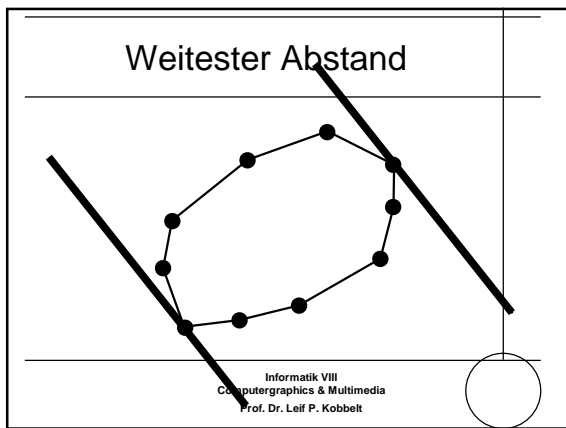 Weitester Abstand
Informatik VIII
Computergraphics & Multimedia
Prof. Dr. Leif P. Kobbelt